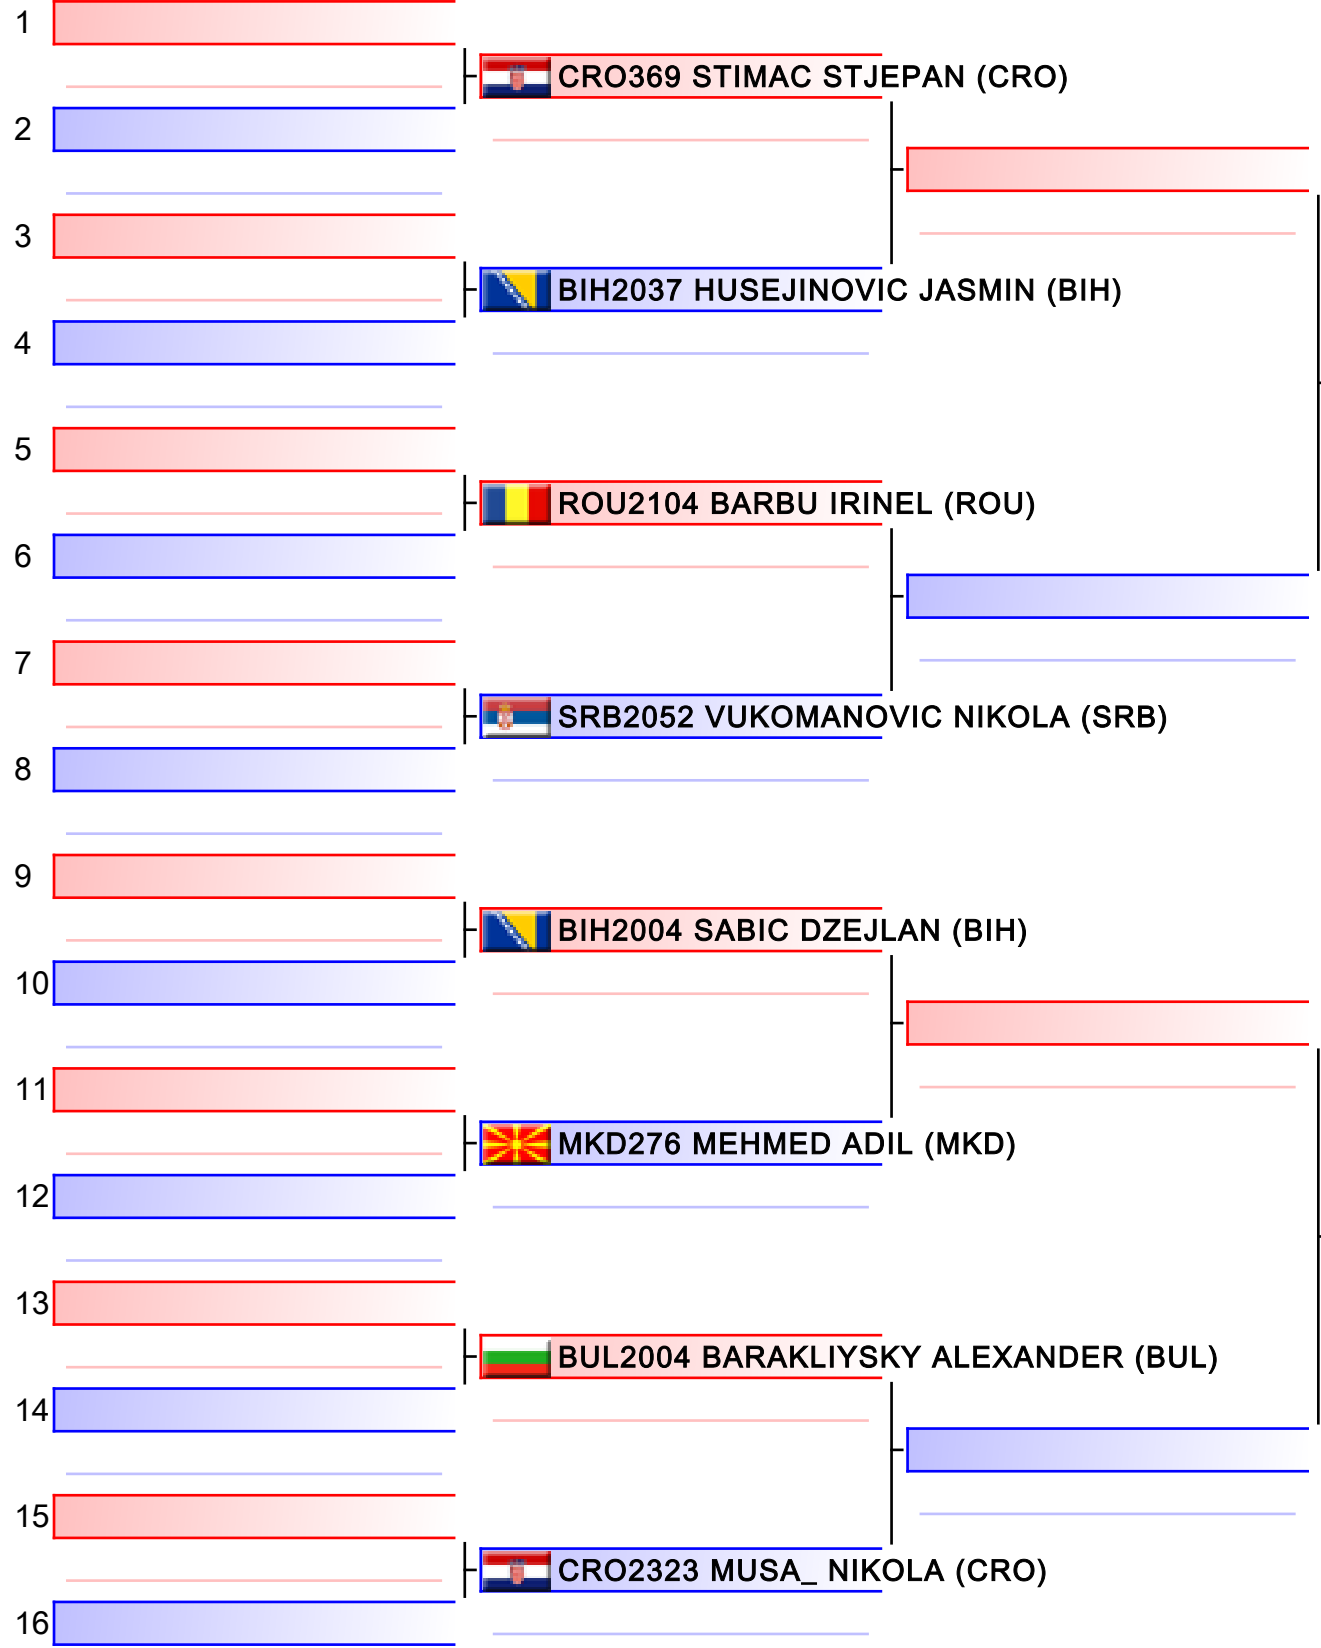 1
CRO369 STIMAC STJEPAN (CRO)
2
3
BIH2037 HUSEJINOVIC JASMIN (BIH)
4
5
ROU2104 BARBU IRINEL (ROU)
6
7
SRB2052 VUKOMANOVIC NIKOLA (SRB)
8
9
BIH2004 SABIC DZEJLAN (BIH)
10
11
MKD276 MEHMED ADIL (MKD)
12
13
BUL2004 BARAKLIYSKY ALEXANDER (BUL)
14
15
CRO2323 MUSA_ NIKOLA (CRO)
16